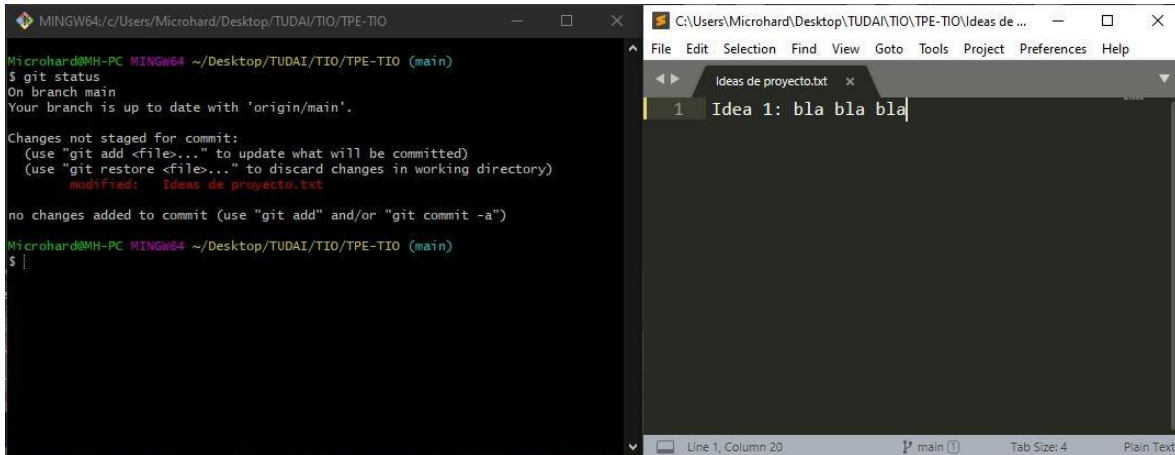 MINGW64:/c/Users/Microhard/Desktop/TUDAI/TIO/TPE-TIO
Microhard@MH-PC MINGW64 ~/Desktop/TUDAI/TIO/TPE-TIO (main)
$ git status
On branch main
Your branch is up to date with 'origin/main'.
Changes not staged for commit:
(use "git add <file>..." to update what will be committed)
(use "git restore <file>..." to discard changes in working directory)
modified: Ideas de proyecto.txt
no changes added to commit (use "git add" and/or "git commit -a")
Microhard@MH-PC MINGW64 ~/Desktop/TUDAI/TIO/TPE-TIO (main)
$
C:\Users\Microhard\Desktop\TUDAI\TIO\TPE-TIO\Ideas de ...
File Edit Selection Find View Goto Tools Project Preferences Help
Ideas de proyecto.txt
1 Idea 1: bla bla bla
Line 1, Column 20 main 1 Tab Size: 4 Plain Text